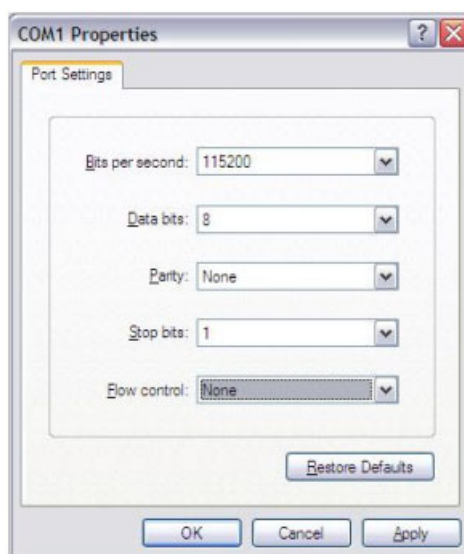 COM1 Properties
Port Settings
Bits per second: 115200
Data bits: 8
Parity: None
Stop bits: 1
Flow control: None
Restore Defaults
OK Cancel Apply